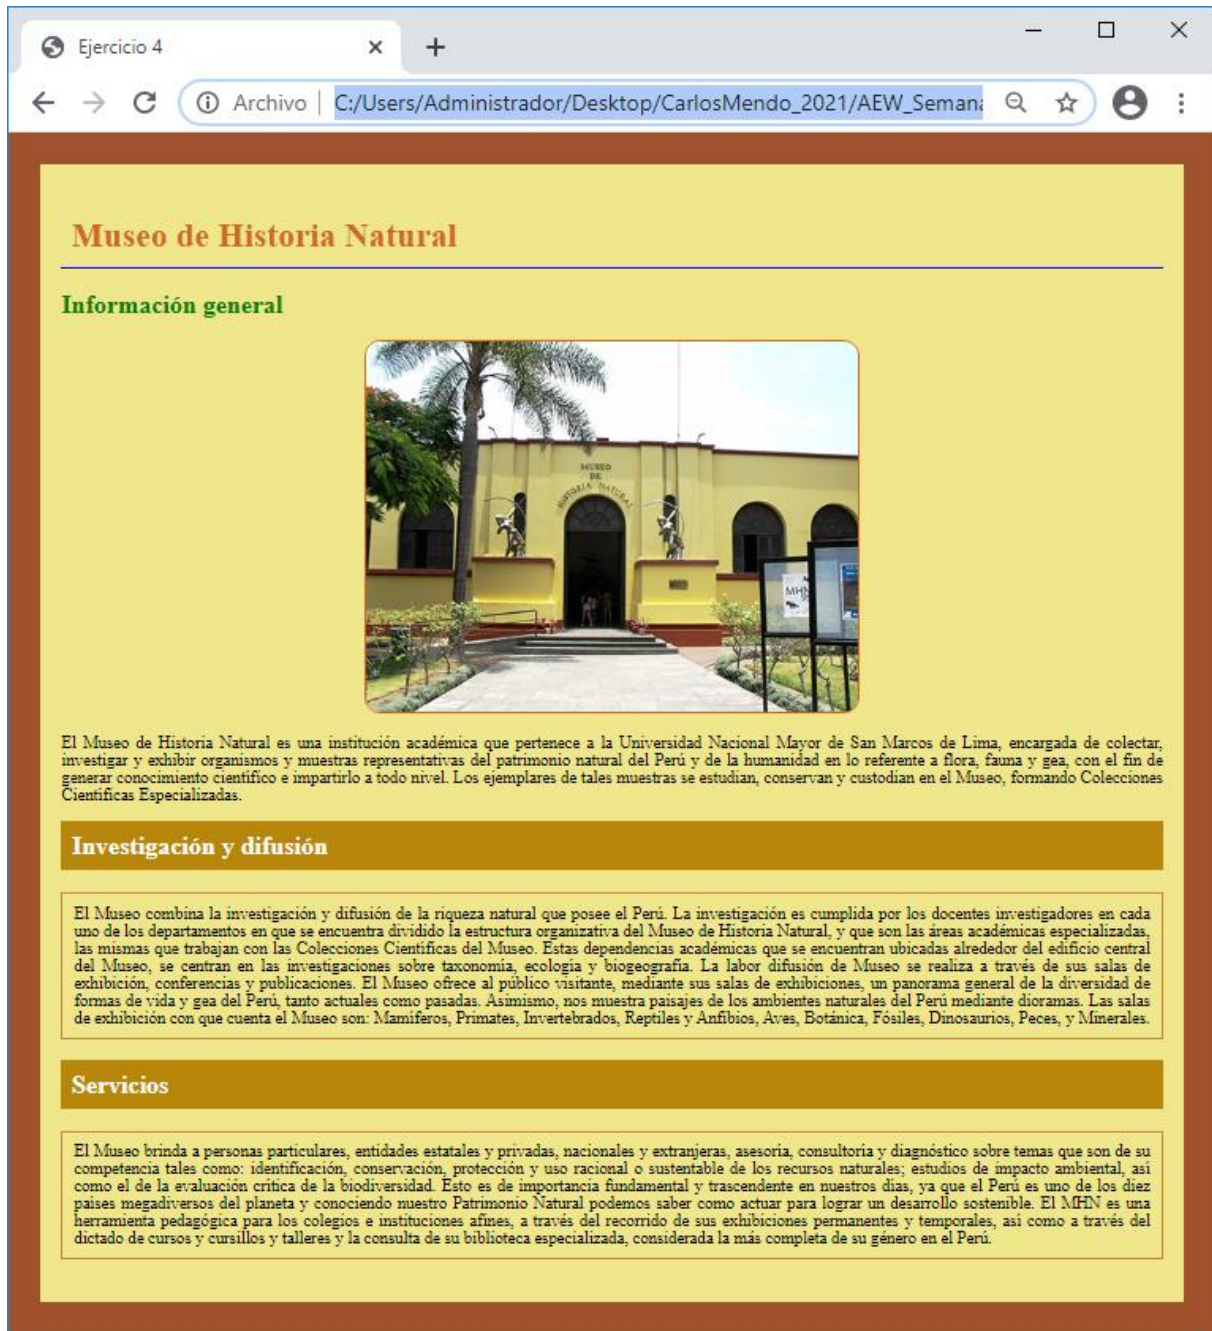 Ejercicio 4
Archivo | C:/Users/Administrador/Desktop/CarlosMendo_2021/AEW_Semana
Museo de Historia Natural
Información general
MUSEO
DE
HISTORIA NATURAL
MHN
El Museo de Historia Natural es una institución académica que pertenece a la Universidad Nacional Mayor de San Marcos de Lima, encargada de colectar,
investigar y exhibir organismos y muestras representativas del patrimonio natural del Perú y de la humanidad en lo referente a flora, fauna y gea, con el fin de
generar conocimiento científico e impartirlo a todo nivel. Los ejemplares de tales muestras se estudian, conservan y custodian en el Museo, formando Colecciones
Científicas Especializadas.
Investigación y difusión
El Museo combina la investigación y difusión de la riqueza natural que posee el Perú. La investigación es cumplida por los docentes investigadores en cada
uno de los departamentos en que se encuentra dividido la estructura organizativa del Museo de Historia Natural, y que son las áreas académicas especializadas,
las mismas que trabajan con las Colecciones Científicas del Museo. Estas dependencias académicas que se encuentran ubicadas alrededor del edificio central
del Museo, se centran en las investigaciones sobre taxonomía, ecología y biogeografía. La labor difusión de Museo se realiza a través de sus salas de
exhibición, conferencias y publicaciones. El Museo ofrece al público visitante, mediante sus salas de exhibiciones, un panorama general de la diversidad de
formas de vida y gea del Perú, tanto actuales como pasadas. Asimismo, nos muestra paisajes de los ambientes naturales del Perú mediante dioramas. Las salas
de exhibición con que cuenta el Museo son: Mamíferos, Primates, Invertebrados, Reptiles y Anfibios, Aves, Botánica, Fósiles, Dinosaurios, Peces, y Minerales.
Servicios
El Museo brinda a personas particulares, entidades estatales y privadas, nacionales y extranjeras, asesoría, consultoría y diagnóstico sobre temas que son de su
competencia tales como: identificación, conservación, protección y uso racional o sustentable de los recursos naturales; estudios de impacto ambiental, así
como el de la evaluación crítica de la biodiversidad. Esto es de importancia fundamental y trascendente en nuestros días, ya que el Perú es uno de los diez
países megadiversos del planeta y conociendo nuestro Patrimonio Natural podemos saber como actuar para lograr un desarrollo sostenible. El MHN es una
herramienta pedagógica para los colegios e instituciones afines, a través del recorrido de sus exhibiciones permanentes y temporales, así como a través del
dictado de cursos y cursillos y talleres y la consulta de su biblioteca especializada, considerada la más completa de su género en el Perú.